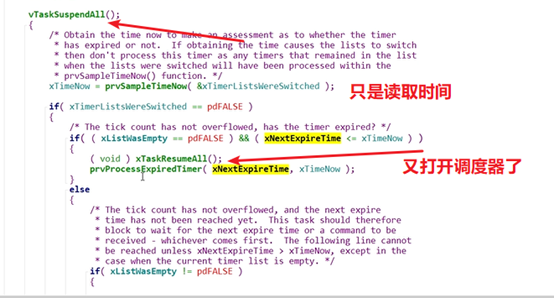 vTaskSuspendAll();
{
/* Obtain the time now to make an assessment as to whether the timer
has expired or not.  If obtaining the time causes the lists to switch
then don't process this timer as any timers that remained in the list
when the lists were switched will have been processed within the
prvSampleTimeNow() function. */
xTimeNow = prvSampleTimeNow( &xTimerListsWereSwitched );
只是读取时间
if( xTimerListsWereSwitched == pdFALSE )
{
/* The tick count has not overflowed, has the timer expired? */
if( ( xListWasEmpty == pdFALSE ) && ( xNextExpireTime <= xTimeNow ) )
{
( void ) xTaskResumeAll();
又打开调度器了
prvProcessExpiredTimer( xNextExpireTime, xTimeNow );
}
else
{
/* The tick count has not overflowed, and the next expire
time has not been reached yet.  This task should therefore
block to wait for the next expire time or a command to be
received - whichever comes first.  The following line cannot
be reached unless xNextExpireTime > xTimeNow, except in the
case when the current timer list is empty. */
if( xListWasEmpty != pdFALSE )
{